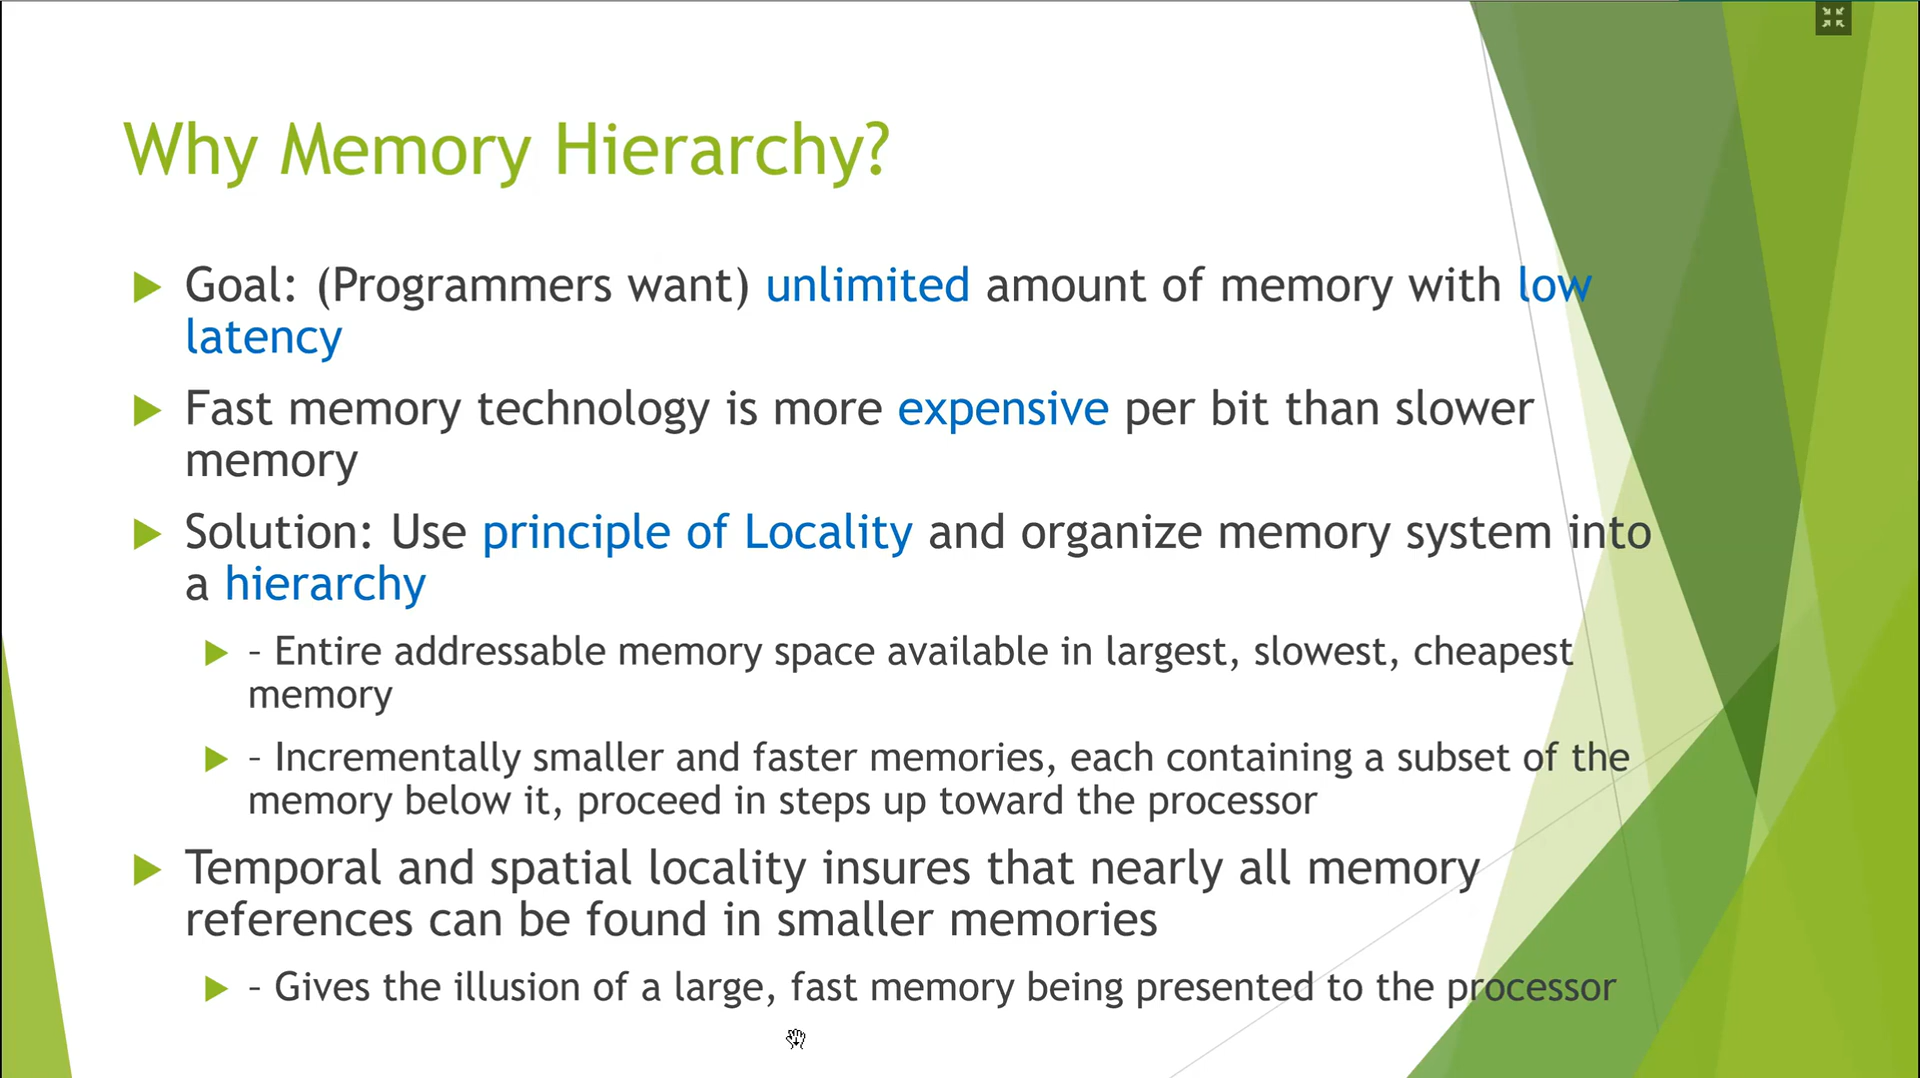 Why Memory Hierarchy?
Goal: (Programmers want) unlimited amount of memory with low
latency
Fast memory technology is more expensive per bit than slower
memory
Solution: Use principle of Locality and organize memory system into
a hierarchy
– Entire addressable memory space available in largest, slowest, cheapest
memory
– Incrementally smaller and faster memories, each containing a subset of the
memory below it, proceed in steps up toward the processor
Temporal and spatial locality insures that nearly all memory
references can be found in smaller memories
– Gives the illusion of a large, fast memory being presented to the processor